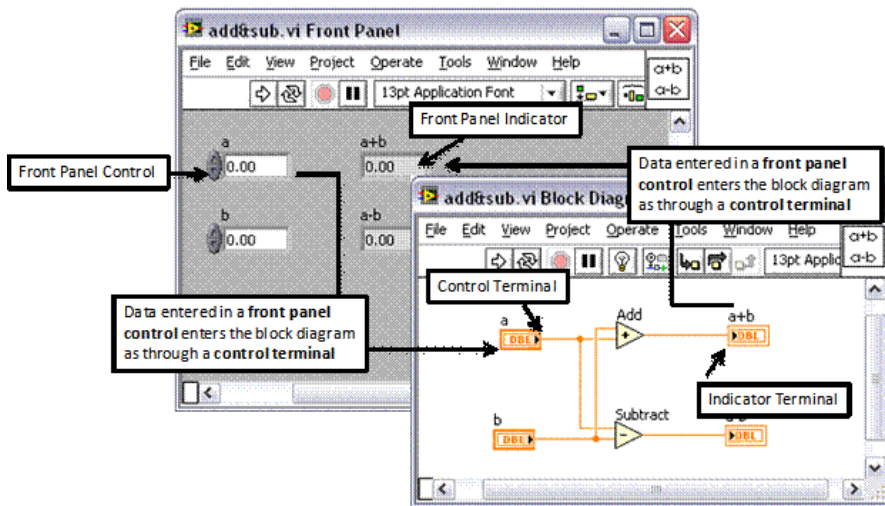 add&sub.vi Front Panel
File Edit View Project Operate Tools Window Help
13pt Application Font
a+b
a-b
Front Panel Indicator
a
a+b
Front Panel Control
0.00
0.00
Data entered in a front panel
control enters the block diagram
as through a control terminal
b
a-b
0.00
0.00
add&sub.vi Block Diag
File Edit View Project Operate Tools Window Help
13pt Applic
a+b
a-b
Control Terminal
Data entered in a front panel
control enters the block diagram
as through a control terminal
a
DBL
Add
a+b
DBL
Indicator Terminal
b
DBL
Subtract
DBL